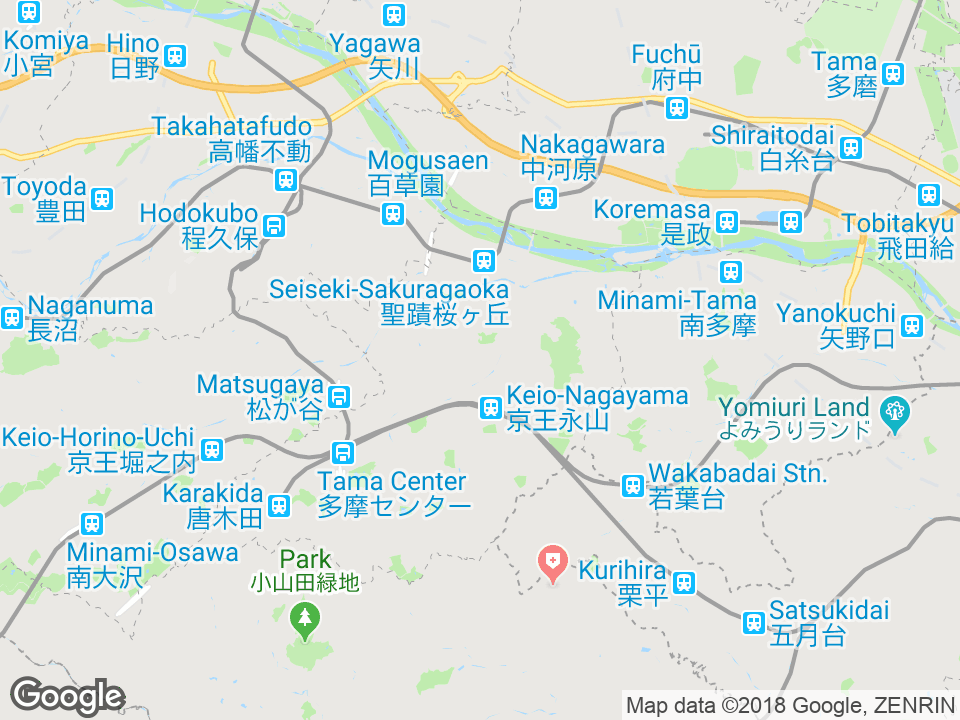 Komiya
小宮
Hino
日野
Yagawa
矢川
Fuchū
府中
Tama
多磨
Takahatafudo
高幡不動
Mogusaen
百草園
Nakagawara
中河原
Shiraitodai
白糸台
Toyoda
豊田
Hodokubo
程久保
Koremasa
是政
Tobitakyu
飛田給
Seiseki-Sakuragaoka
聖蹟桜ヶ丘
Minami-Tama
南多摩
Naganuma
長沼
Yanokuchi
矢野口
Matsugaya
松が谷
Keio-Nagayama
京王永山
Yomiuri Land
よみうりランド
Keio-Horino-Uchi
京王堀之内
Tama Center
多摩センター
Wakabadai Stn.
若葉台
Karakida
唐木田
Minami-Osawa
南大沢
Park
小山田緑地
Kurihira
栗平
Satsukidai
五月台
Google
Map data ©2018 Google, ZENRIN